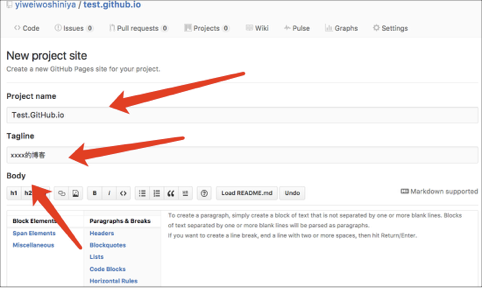 yiweiwoshiniya / test.github.io
Code Issues 0 Pull requests 0 Projects 0 Wiki Pulse Graphs Settings
New project site
Create a new GitHub Pages site for your project.
Project name
Test.GitHub.io
Tagline
xxxx的博客
Body
h1 h2 B i <> Load README.md Undo Markdown supported
Block Elements
Span Elements
Miscellaneous
Paragraphs & Breaks
Headers
Blockquotes
Lists
Code Blocks
Horizontal Rules
To create a paragraph, simply create a block of text that is not separated by one or more blank lines. Blocks
of text separated by one or more blank lines will be parsed as paragraphs.
If you want to create a line break, end a line with two or more spaces, then hit Return/Enter.